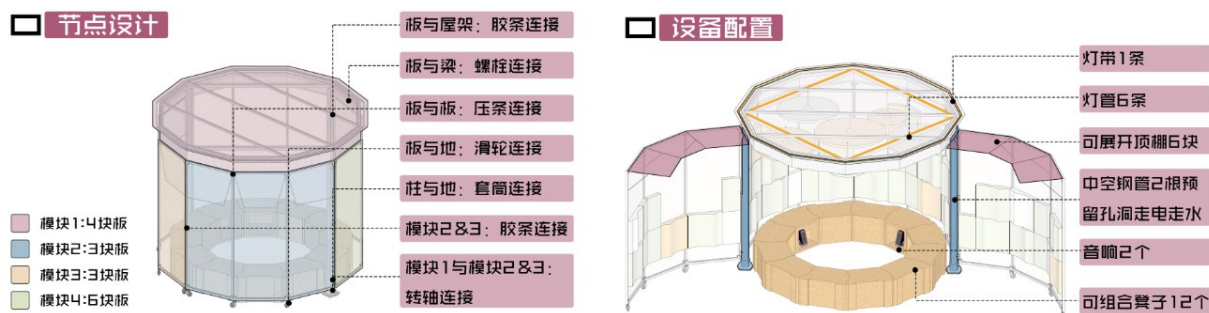 节点设计
板与屋架：胶条连接
板与梁：螺栓连接
板与板：压条连接
板与地：滑轮连接
柱与地：套筒连接
模块2&3：胶条连接
模块1与模块2&3：
转轴连接
模块1:4块板
模块2:3块板
模块3:3块板
模块4:6块板
设备配置
灯带1条
灯管6条
可展开顶棚6块
中空钢管2根预
留孔洞走电走水
音响2个
可组合凳子12个